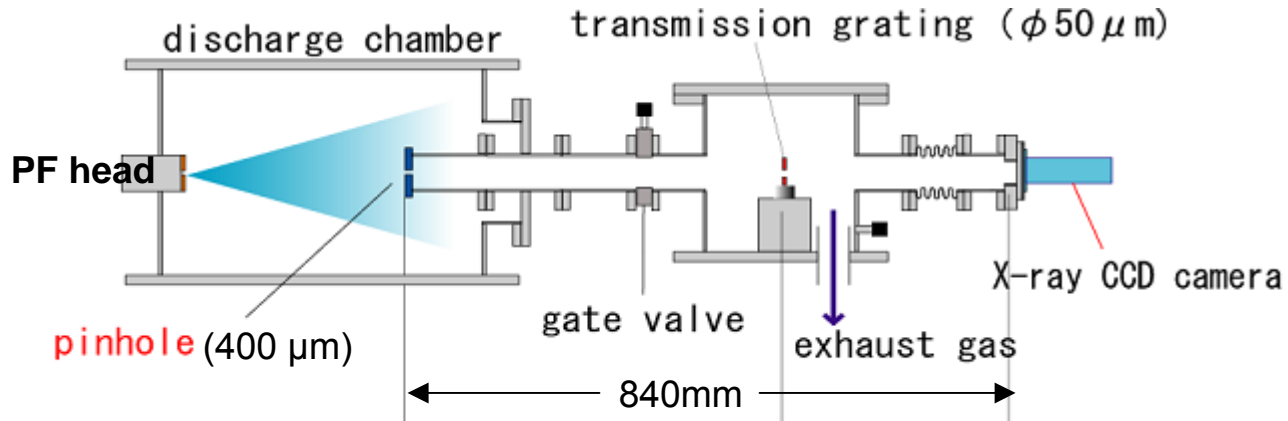 transmission grating (φ50μm)
discharge chamber
PF head
X-ray CCD camera
gate valve
pinhole (400 μm)
exhaust gas
840mm